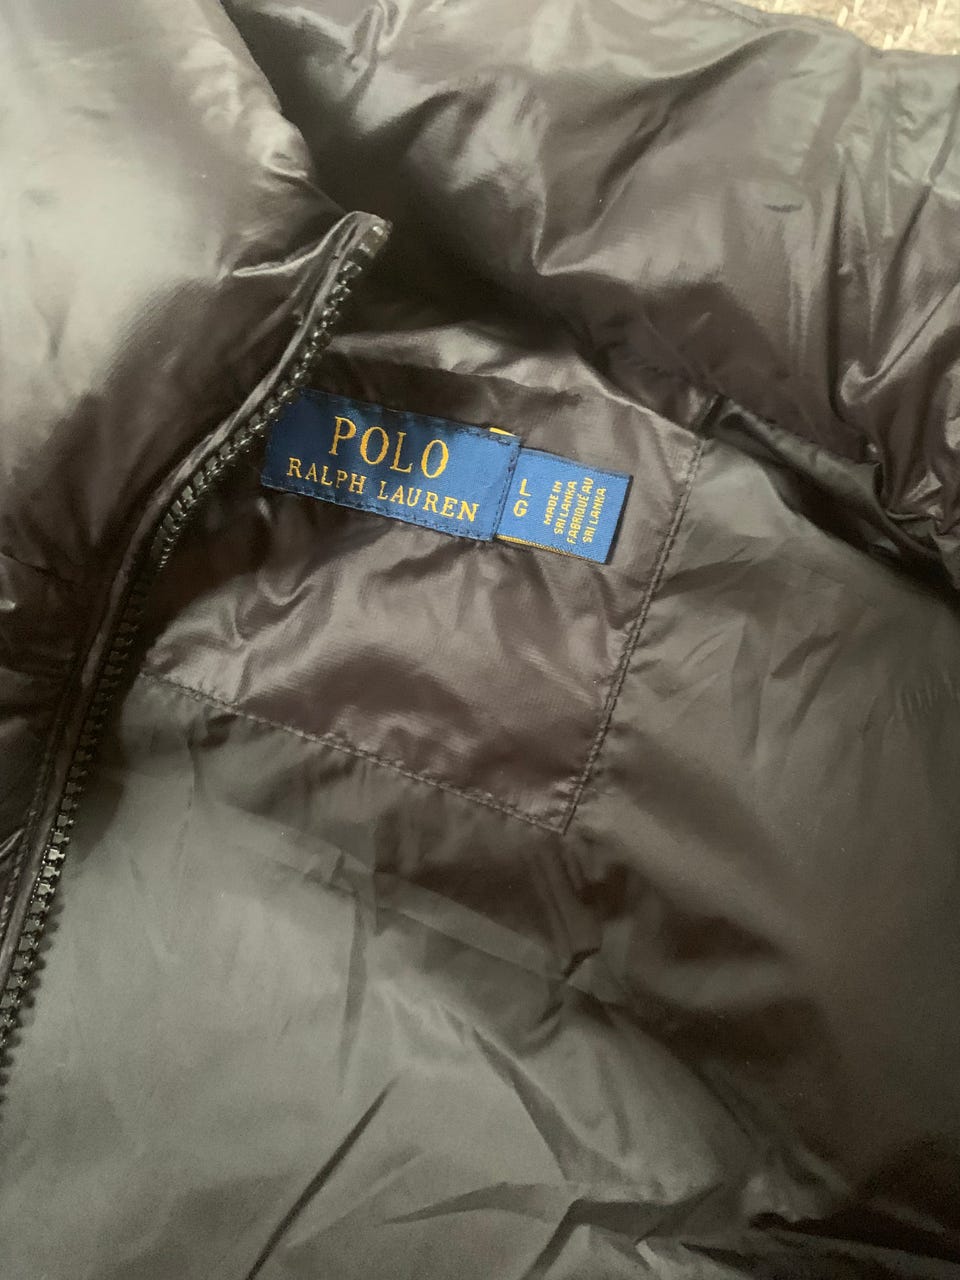 POLO
RALPH LAUREN
L
G
MADE IN
SRI LANKA
FABRIQUÉ AU
SRI LANKA